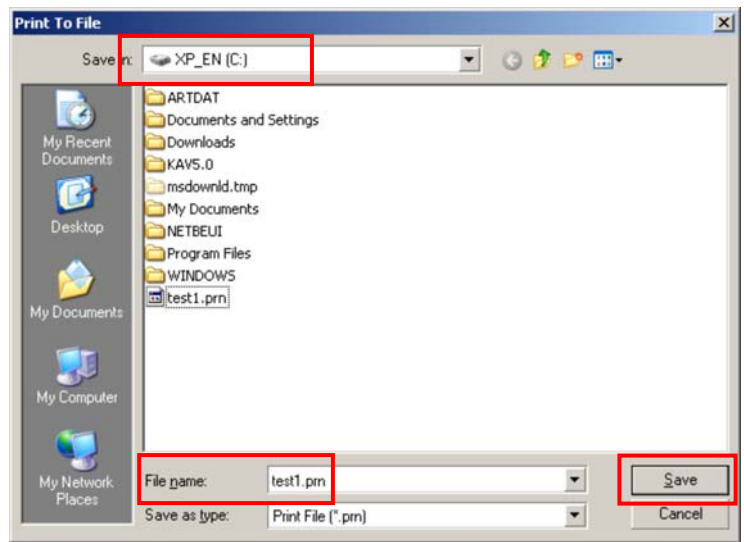 Print To File
Save in:
XP_EN (C:)
My Recent
Documents
Desktop
My Documents
My Computer
My Network
Places
ARTDAT
Documents and Settings
Downloads
KAV5.0
msdownld.tmp
My Documents
NETBEUI
Program Files
WINDOWS
test1.prn
File name:
test1.prn
Save
Save as type:
Print File (*.prn)
Cancel